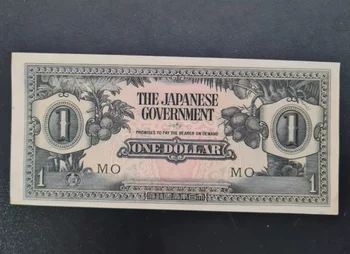 1
1
THE JAPANESE
GOVERNMENT
PROMISES TO PAY THE BEARER ON DEMAND
ONE DOLLAR
MO
MO
1
1